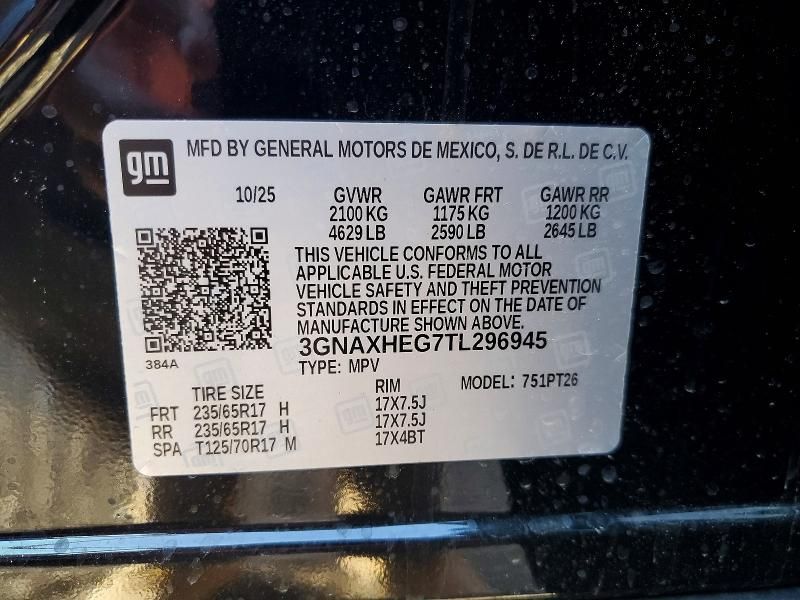 gm
MFD BY GENERAL MOTORS DE MEXICO, S. DE R.L. DE C.V.
10/25 GVWR GAWR FRT GAWR RR
2100 KG 1175 KG 1200 KG
4629 LB 2590 LB 2645 LB
THIS VEHICLE CONFORMS TO ALL
APPLICABLE U.S. FEDERAL MOTOR
VEHICLE SAFETY AND THEFT PREVENTION
STANDARDS IN EFFECT ON THE DATE OF
MANUFACTURE SHOWN ABOVE.
3GNAXHEG7TL296945
384A
TYPE: MPV
MODEL: 751PT26
TIRE SIZE RIM
FRT 235/65R17 H 17X7.5J
RR 235/65R17 H 17X7.5J
SPA T125/70R17 M 17X4BT